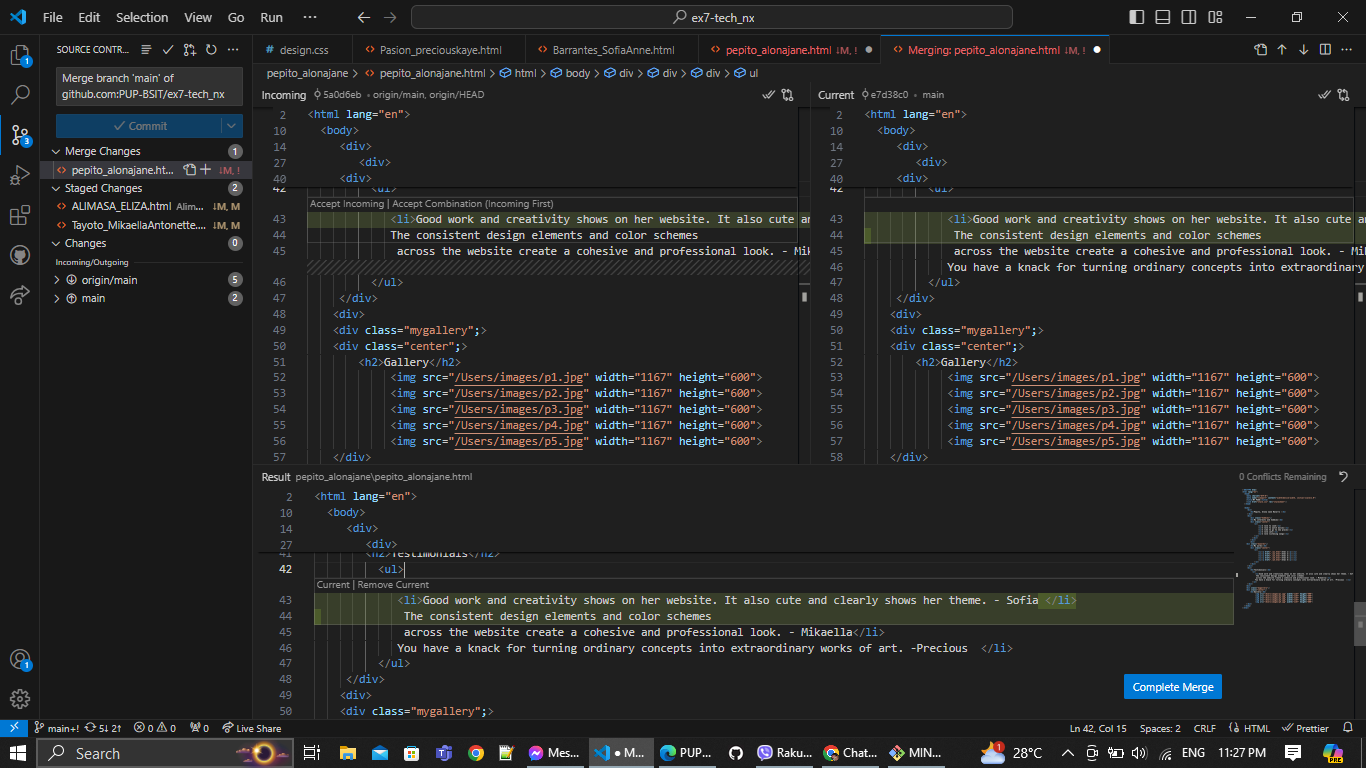 File Edit Selection View Go Run ··· ex7-tech_nx
SOURCE CONTR...
design.css Pasion_preciouskaye.html Barrantes_SofiaAnne.html pepito_alonajane.html ↓M, ! Merging: pepito_alonajane.html ↓M, !
Merge branch 'main' of
github.com:PUP-BSIT/ex7-tech_nx
Commit
Merge Changes 1
pepito_alonajane.ht... ↓M, !
Staged Changes 2
ALIMASA_ELIZA.html Alim... ↓M, M
Tayoto_MikaellaAntonette.... ↓M, M
Changes 0
Incoming/Outgoing
origin/main 5
main 2
pepito_alonajane > pepito_alonajane.html > html > body > div > div > div > ul
Incoming 5a0d6eb · origin/main, origin/HEAD
2 <html lang="en">
10 <body>
14 <div>
27 <div>
40 <div>
42 <ul>
Accept Incoming | Accept Combination (Incoming First)
43 <li>Good work and creativity shows on her website. It also cute an
44 The consistent design elements and color schemes
45 across the website create a cohesive and professional look. - Mik
46 </ul>
47 </div>
48 <div>
49 <div class="mygallery";>
50 <div class="center";>
51 <h2>Gallery</h2>
52 <img src="/Users/images/p1.jpg" width="1167" height="600">
53 <img src="/Users/images/p2.jpg" width="1167" height="600">
54 <img src="/Users/images/p3.jpg" width="1167" height="600">
55 <img src="/Users/images/p4.jpg" width="1167" height="600">
56 <img src="/Users/images/p5.jpg" width="1167" height="600">
57 </div>
Current e7d38c0 · main
2 <html lang="en">
10 <body>
14 <div>
27 <div>
40 <div>
42 <ul>
43 <li>Good work and creativity shows on her website. It also cute a
44 The consistent design elements and color schemes
45 across the website create a cohesive and professional look. - Mi
46 You have a knack for turning ordinary concepts into extraordinary
47 </ul>
48 </div>
49 <div>
50 <div class="mygallery";>
51 <div class="center";>
52 <h2>Gallery</h2>
53 <img src="/Users/images/p1.jpg" width="1167" height="600">
54 <img src="/Users/images/p2.jpg" width="1167" height="600">
55 <img src="/Users/images/p3.jpg" width="1167" height="600">
56 <img src="/Users/images/p4.jpg" width="1167" height="600">
57 <img src="/Users/images/p5.jpg" width="1167" height="600">
58 </div>
Result pepito_alonajane\pepito_alonajane.html 0 Conflicts Remaining
2 <html lang="en">
10 <body>
14 <div>
27 <div>
41 <h2>Testimonials</h2>
42 <ul>
Current | Remove Current
43 <li>Good work and creativity shows on her website. It also cute and clearly shows her theme. - Sofia </li>
44 The consistent design elements and color schemes
45 across the website create a cohesive and professional look. - Mikaella</li>
46 You have a knack for turning ordinary concepts into extraordinary works of art. -Precious </li>
47 </ul>
48 </div>
49 <div>
50 <div class="mygallery";>
Complete Merge
main+! 5↓ 2↑ 0 0 0 Live Share Ln 42, Col 15 Spaces: 2 CRLF HTML Prettier
Search Mes... ● M... PUP... Raku... Chat... MIN... 28°C ENG 11:27 PM